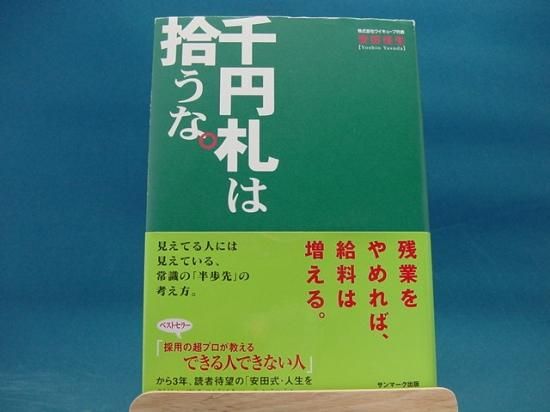 千円札は
拾うな。
株式会社ワイキューブ代表
安田佳生
【Yoshio Yasuda】
残業を
やめれば、
給料は
増える。
見えてる人には
見えている、
常識の「半歩先」の
考え方。
ベストセラー
「採用の超プロが教える
できる人できない人」
から3年、読者待望の「安田式・人生を
サンマーク出版